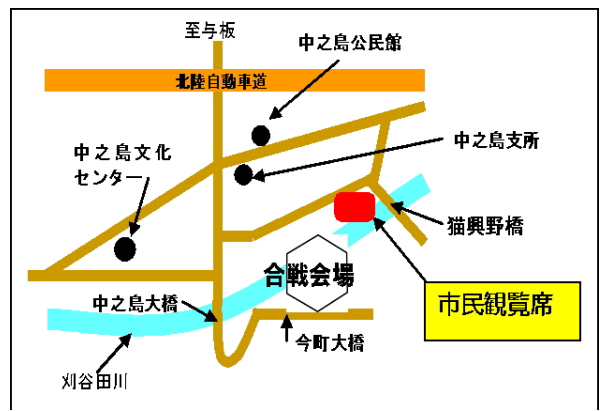 至与板
中之島公民館
北陸自動車道
中之島文化
センター
中之島支所
猫興野橋
合戦会場
中之島大橋
市民観覧席
今町大橋
刈谷田川